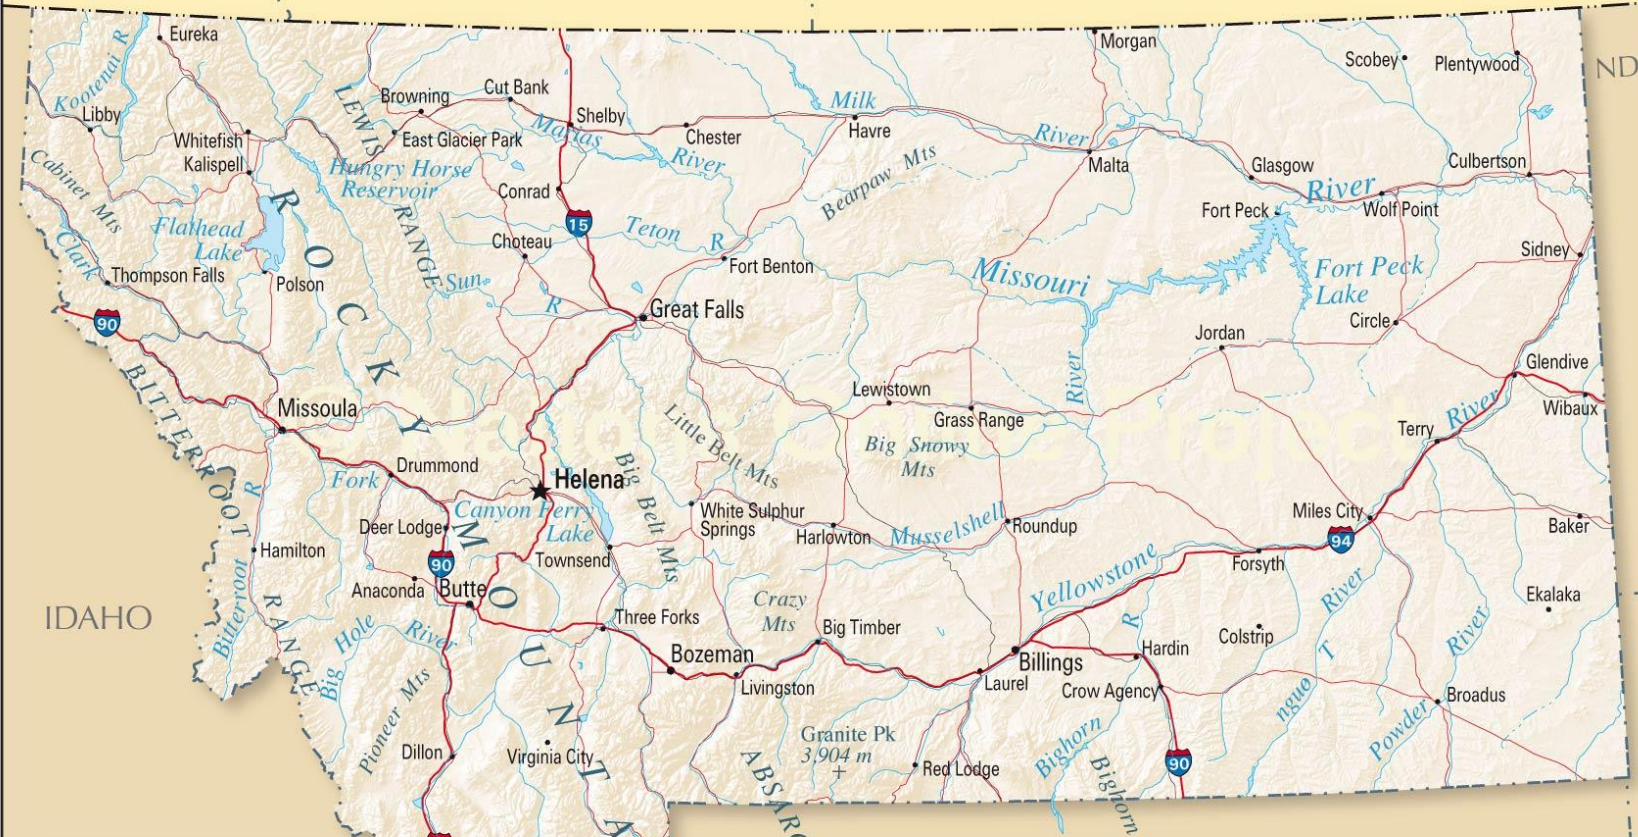 Eureka
Morgan
Scobey
Plentywood
ND
Kootenai R
Libby
Browning
Cut Bank
Shelby
Milk
River
Havre
Malta
Whitefish
Kalispell
LEWIS
RANGE
East Glacier Park
Marias
River
Chester
Glasgow
Culbertson
Cabinet Mts
Hungry Horse
Reservoir
Conrad
Bearpaw Mts
Fort Peck
River
Wolf Point
15
Flathead
Lake
Clark
Fork
Choteau
Teton R
Fort Benton
Sidney
Thompson Falls
Polson
Sun
R
Missouri
River
Fort Peck
Lake
90
Great Falls
Jordan
Circle
ROCKY
MOUNTA
Glendive
Wibaux
BITTERROOT
RANGE
Missoula
Lewistown
Grass Range
Little Belt Mts
Big Snowy
Mts
Terry
River
Drummond
Helena
Big Belt Mts
Canyon Ferry
Lake
Deer Lodge
White Sulphur
Springs
Harlowton
Musselshell
Roundup
Miles City
Baker
94
Hamilton
Bitterroot
R
90
Townsend
Yellowstone
Forsyth
Anaconda
Butte
Crazy
Mts
River
River
Ekalaka
IDAHO
Three Forks
Big Timber
R
Colstrip
Big Hole
River
Bozeman
Billings
Hardin
T
Livingston
Laurel
Crow Agency
nguo
Broadus
Pioneer Mts
Granite Pk
3,904 m
Powder
Dillon
Virginia City
Red Lodge
Bighorn
Bighorn
90
ABSARO
National Online Project